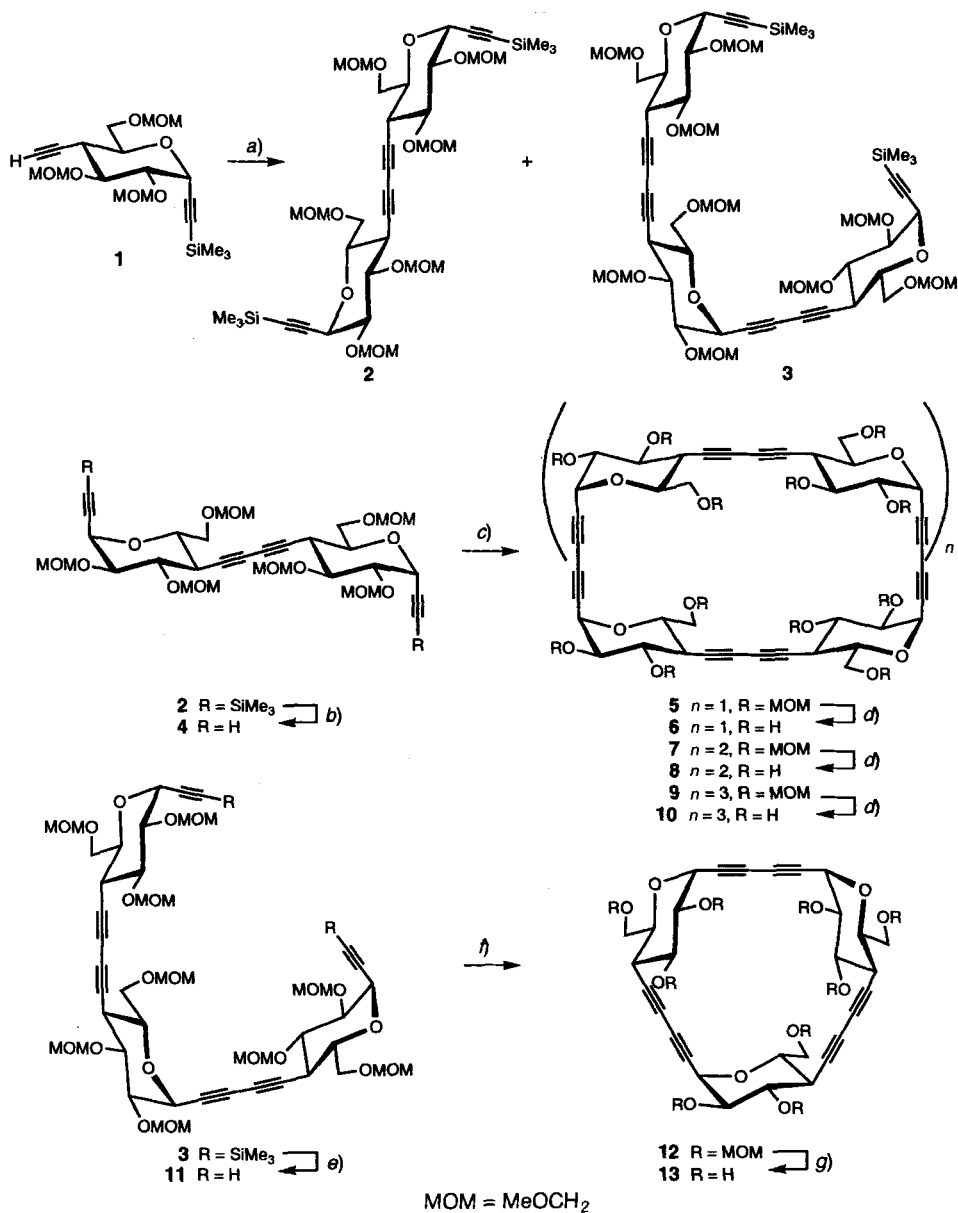 O
SiMe3
MOMO
OMOM
OMOM
O
SiMe3
MOMO
OMOM
OMOM
OMOM
H
O
MOMO
MOMO
SiMe3
1
a)
MOMO
OMOM
O
Me3Si
OMOM
2
+
SiMe3
OMOM
MOMO
O
OMOM
MOMO
O
MOMO
OMOM
3
R
O
OMOM
MOMO
OMOM
OMOM
O
MOMO
MOMO
R
2 R = SiMe3
4 R = H
b)
c)
RO
OR
O
OR
OR
O
RO
OR
n
OR
O
RO
OR
OR
RO
O
OR
5 n = 1, R = MOM
6 n = 1, R = H
d)
7 n = 2, R = MOM
8 n = 2, R = H
d)
9 n = 3, R = MOM
10 n = 3, R = H
d)
O
R
MOMO
OMOM
OMOM
OMOM
MOMO
O
OMOM
R
MOMO
O
MOMO
OMOM
3 R = SiMe3
11 R = H
e)
f)
O
O
RO
OR
RO
OR
OR
RO
OR
O
RO
OR
12 R = MOM
13 R = H
g)
MOM = MeOCH2